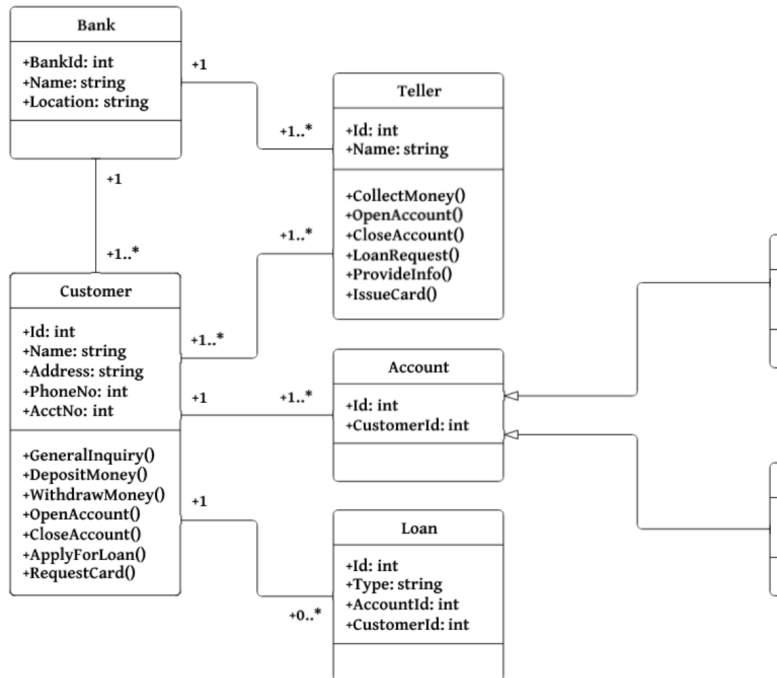 Bank
+BankId: int
+Name: string
+Location: string
+1
+1..*
Teller
+Id: int
+Name: string
+CollectMoney()
+OpenAccount()
+CloseAccount()
+LoanRequest()
+ProvideInfo()
+IssueCard()
+1
+1..*
+1..*
+1..*
Customer
+Id: int
+Name: string
+Address: string
+PhoneNo: int
+AcctNo: int
+GeneralInquiry()
+DepositMoney()
+WithdrawMoney()
+OpenAccount()
+CloseAccount()
+ApplyForLoan()
+RequestCard()
+1
+1..*
Account
+Id: int
+CustomerId: int
+1
+0..*
Loan
+Id: int
+Type: string
+AccountId: int
+CustomerId: int